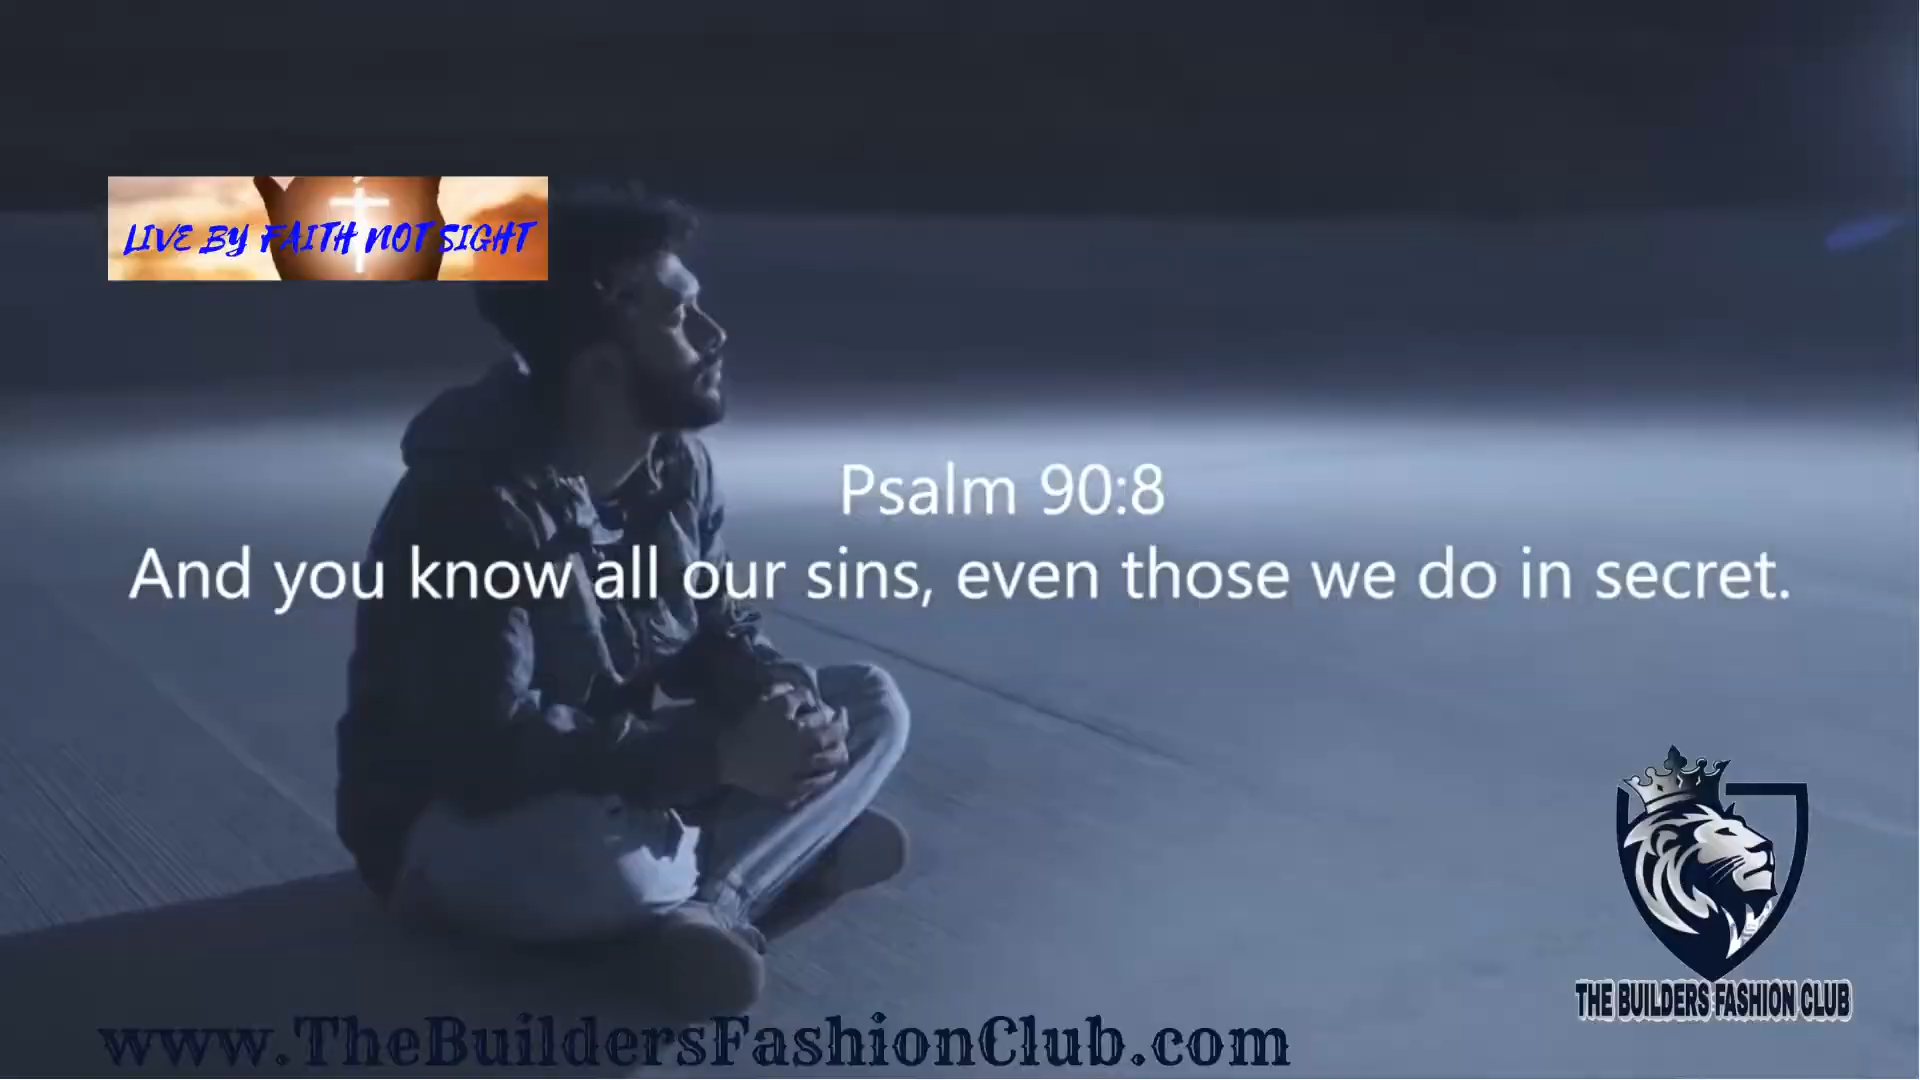 LIVE BY FAITH NOT SIGHT
Psalm 90:8
And you know all our sins, even those we do in secret.
THE BUILDERS FASHION CLUB
www.TheBuildersFashionClub.com